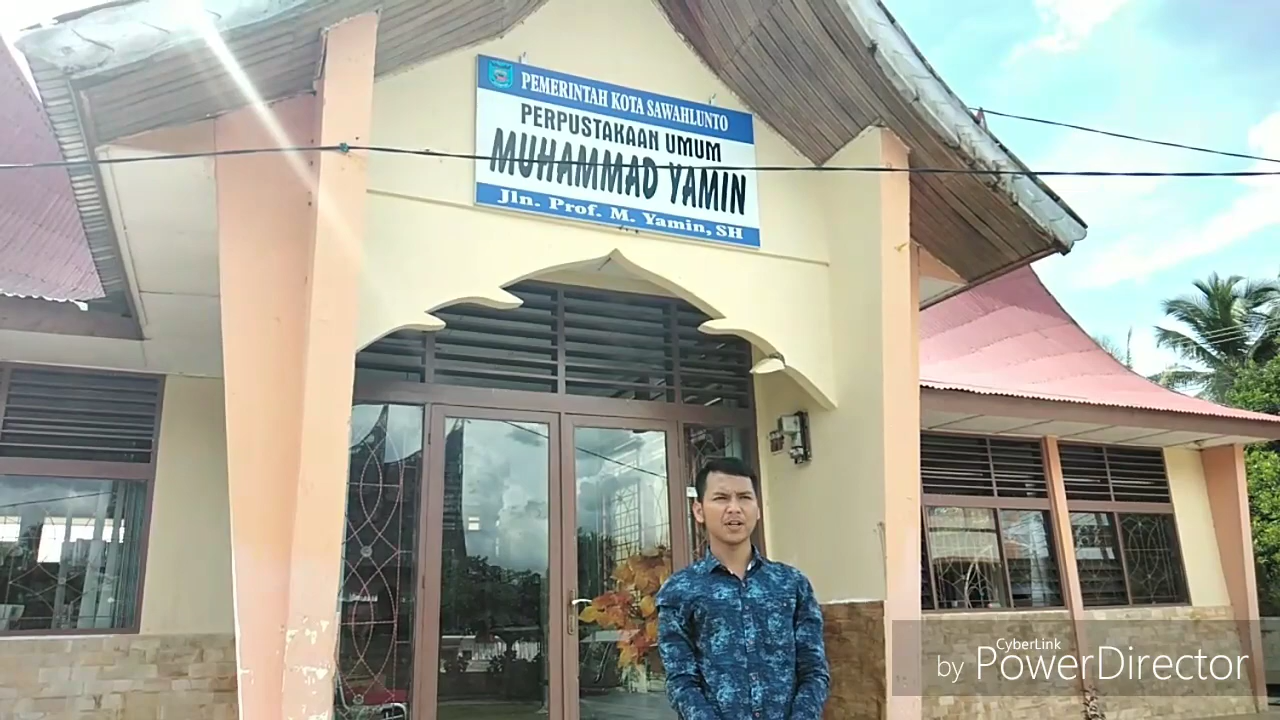 PEMERINTAH KOTA SAWAHLUNTO
PERPUSTAKAAN UMUM
MUHAMMAD YAMIN
Jln. Prof. M. Yamin, SH
CyberLink
by PowerDirector